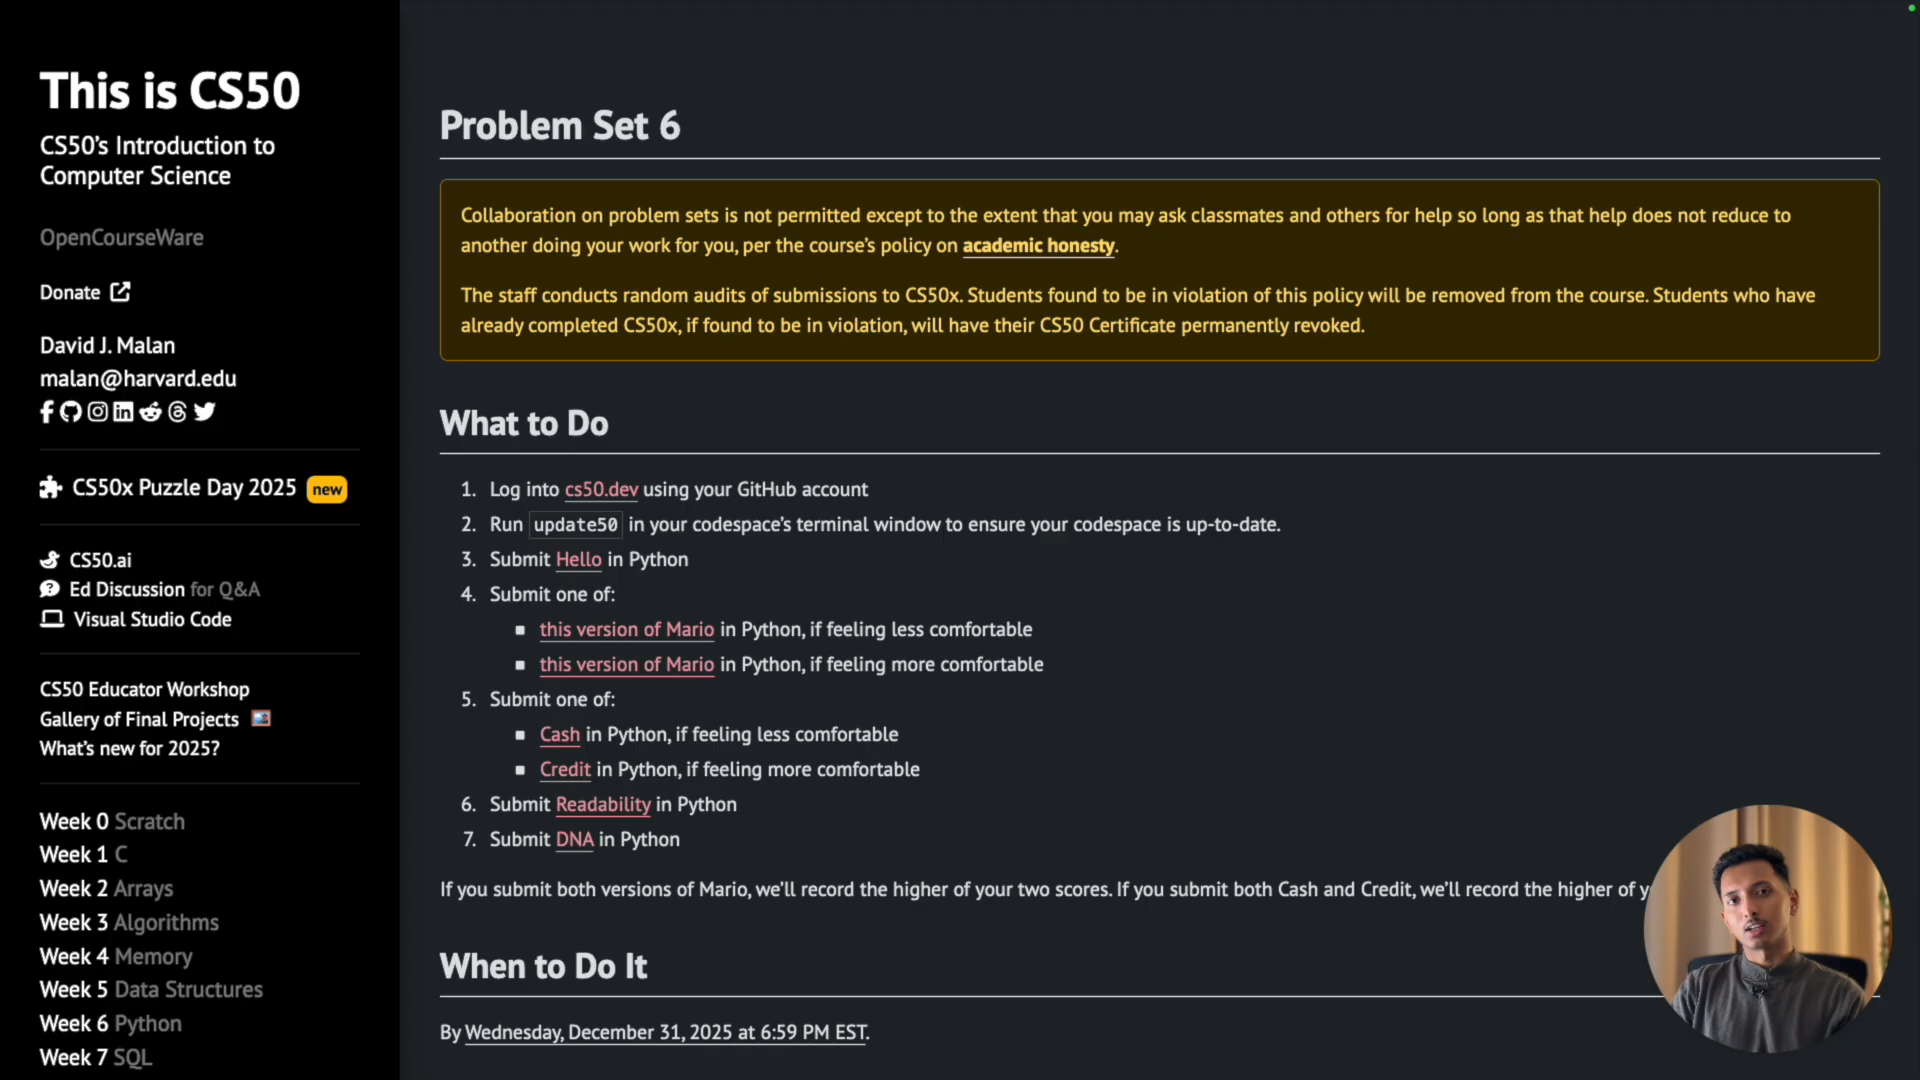 This is CS50
CS50's Introduction to
Computer Science
OpenCourseWare
Donate
David J. Malan
malan@harvard.edu
CS50x Puzzle Day 2025 new
CS50.ai
Ed Discussion for Q&A
Visual Studio Code
CS50 Educator Workshop
Gallery of Final Projects
What's new for 2025?
Week 0 Scratch
Week 1 C
Week 2 Arrays
Week 3 Algorithms
Week 4 Memory
Week 5 Data Structures
Week 6 Python
Week 7 SQL
Problem Set 6
Collaboration on problem sets is not permitted except to the extent that you may ask classmates and others for help so long as that help does not reduce to
another doing your work for you, per the course's policy on academic honesty.
The staff conducts random audits of submissions to CS50x. Students found to be in violation of this policy will be removed from the course. Students who have
already completed CS50x, if found to be in violation, will have their CS50 Certificate permanently revoked.
What to Do
1. Log into cs50.dev using your GitHub account
2. Run update50 in your codespace's terminal window to ensure your codespace is up-to-date.
3. Submit Hello in Python
4. Submit one of:
▪ this version of Mario in Python, if feeling less comfortable
▪ this version of Mario in Python, if feeling more comfortable
5. Submit one of:
▪ Cash in Python, if feeling less comfortable
▪ Credit in Python, if feeling more comfortable
6. Submit Readability in Python
7. Submit DNA in Python
If you submit both versions of Mario, we'll record the higher of your two scores. If you submit both Cash and Credit, we'll record the higher of
When to Do It
By Wednesday, December 31, 2025 at 6:59 PM EST.